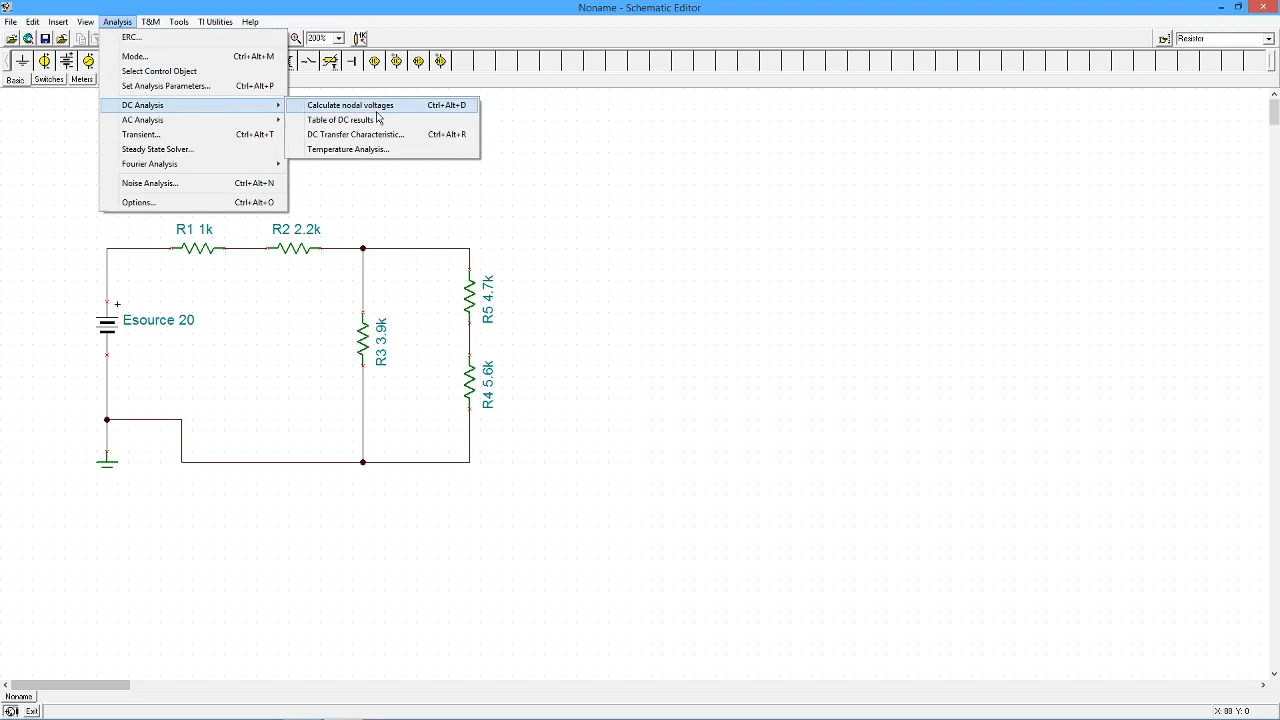 Noname - Schematic Editor
File Edit Insert View Analysis T&M Tools TI Utilities Help
200%
Resistor
Basic Switches Meters
ERC...
Mode... Ctrl+Alt+M
Select Control Object
Set Analysis Parameters... Ctrl+Alt+P
DC Analysis
AC Analysis
Transient... Ctrl+Alt+T
Steady State Solver...
Fourier Analysis
Noise Analysis... Ctrl+Alt+N
Options... Ctrl+Alt+O
Calculate nodal voltages Ctrl+Alt+D
Table of DC results
DC Transfer Characteristic... Ctrl+Alt+R
Temperature Analysis...
R1 1k R2 2.2k
+
Esource 20
R3 3.9k
R5 4.7k
R4 5.6k
Noname
Exit
X: 88 Y: 0